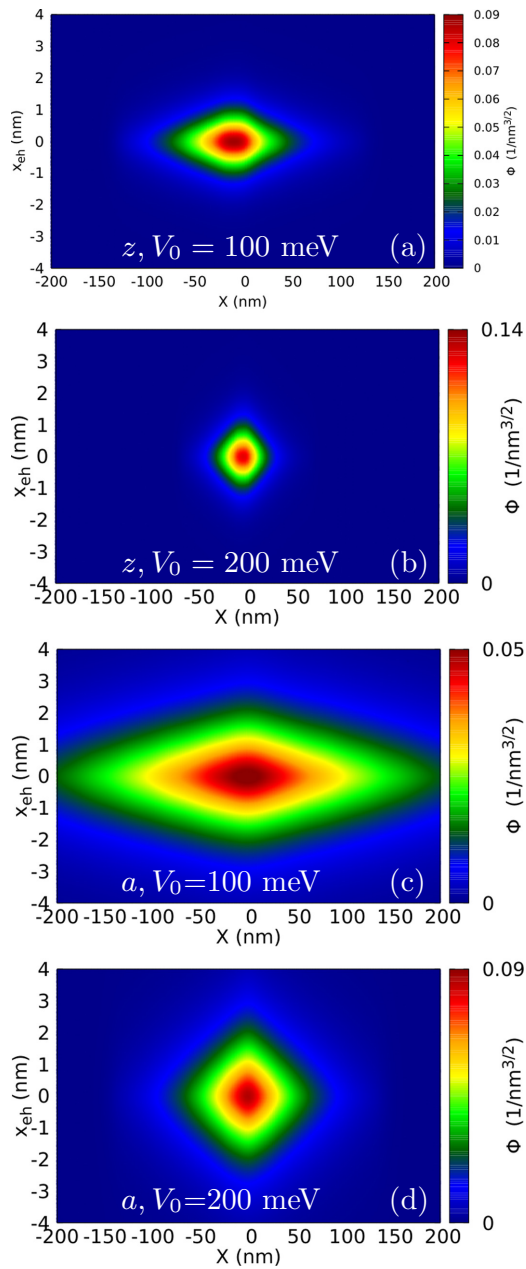 4
3
2
1
0
-1
-2
-3
-4
x_eh (nm)
-200 -150 -100 -50 0 50 100 150 200
X (nm)
z, V_0 = 100 meV
(a)
0.09
0.08
0.07
0.06
0.05
0.04
0.03
0.02
0.01
0
Φ (1/nm^{3/2})
4
3
2
1
0
-1
-2
-3
-4
x_eh (nm)
-200 -150 -100 -50 0 50 100 150 200
X (nm)
z, V_0 = 200 meV
(b)
0.14
0
Φ (1/nm^{3/2})
4
3
2
1
0
-1
-2
-3
-4
x_eh (nm)
-200 -150 -100 -50 0 50 100 150 200
X (nm)
a, V_0=100 meV
(c)
0.05
0
Φ (1/nm^{3/2})
4
3
2
1
0
-1
-2
-3
-4
x_eh (nm)
-200 -150 -100 -50 0 50 100 150 200
X (nm)
a, V_0=200 meV
(d)
0.09
0
Φ (1/nm^{3/2})